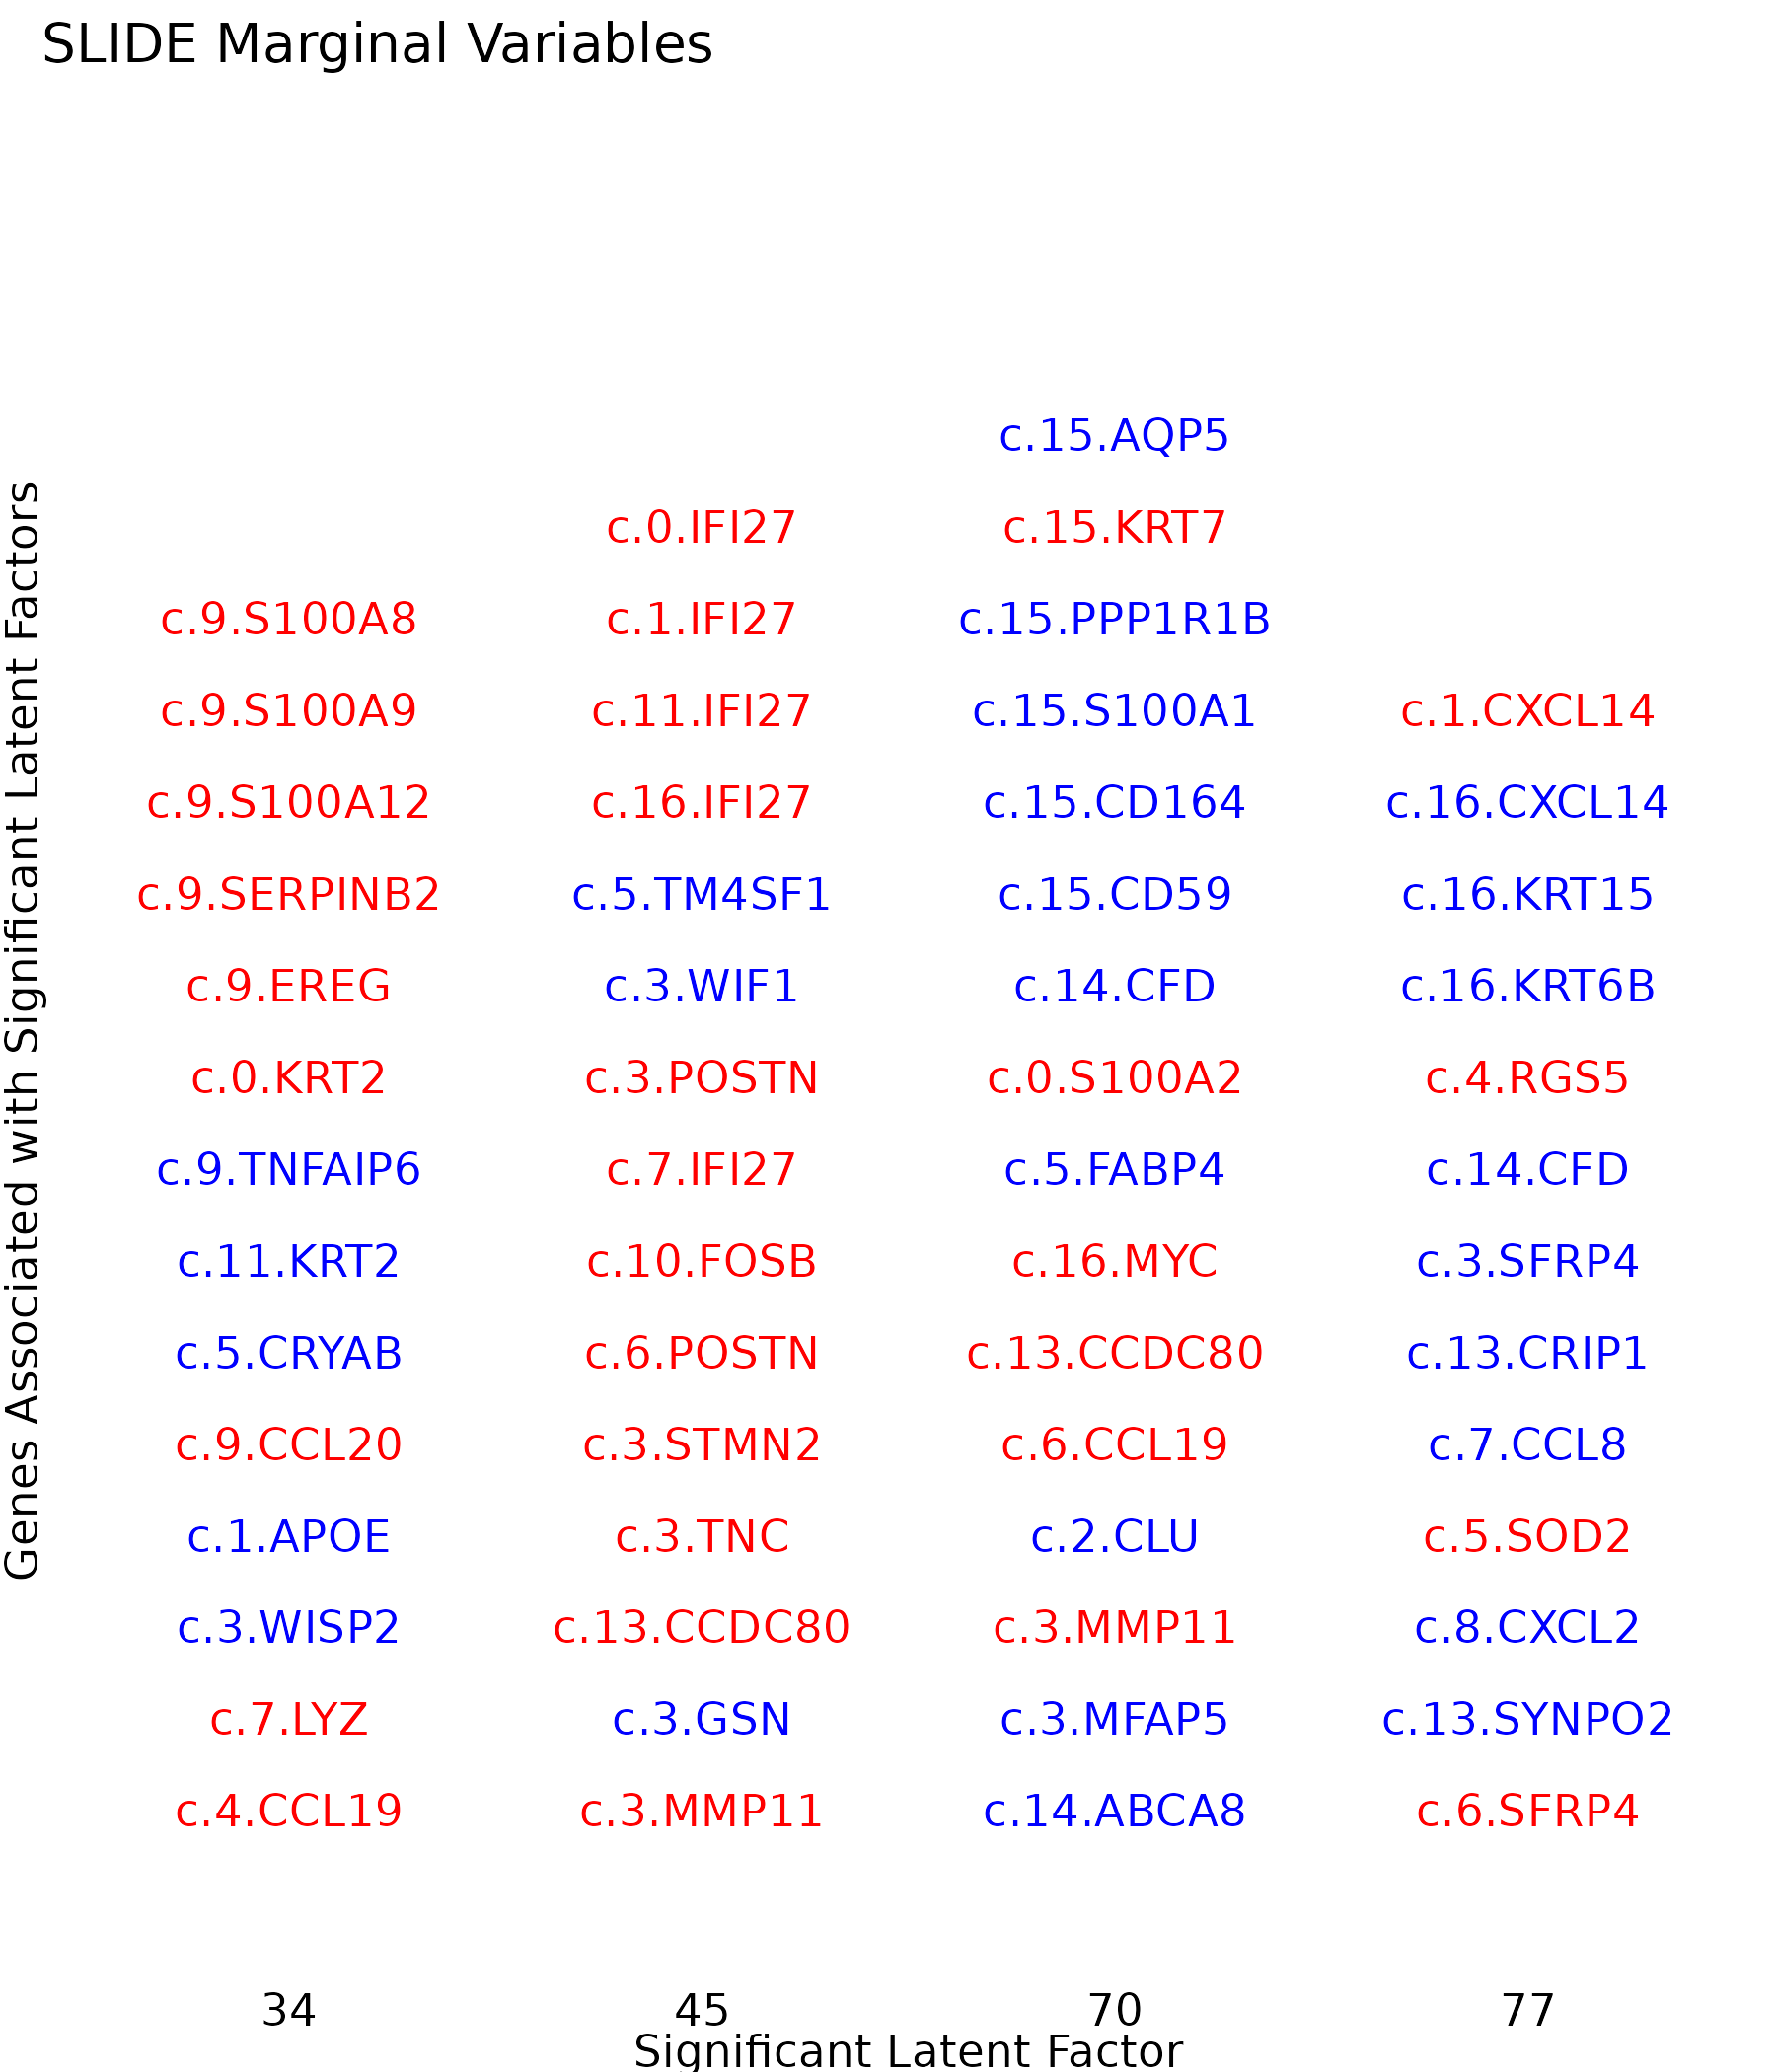 SLIDE Marginal Variables
Genes Associated with Significant Latent Factors
c.15.AQP5
c.0.IFI27 c.15.KRT7
c.9.S100A8 c.1.IFI27 c.15.PPP1R1B
c.9.S100A9 c.11.IFI27 c.15.S100A1 c.1.CXCL14
c.9.S100A12 c.16.IFI27 c.15.CD164 c.16.CXCL14
c.9.SERPINB2 c.5.TM4SF1 c.15.CD59 c.16.KRT15
c.9.EREG c.3.WIF1 c.14.CFD c.16.KRT6B
c.0.KRT2 c.3.POSTN c.0.S100A2 c.4.RGS5
c.9.TNFAIP6 c.7.IFI27 c.5.FABP4 c.14.CFD
c.11.KRT2 c.10.FOSB c.16.MYC c.3.SFRP4
c.5.CRYAB c.6.POSTN c.13.CCDC80 c.13.CRIP1
c.9.CCL20 c.3.STMN2 c.6.CCL19 c.7.CCL8
c.1.APOE c.3.TNC c.2.CLU c.5.SOD2
c.3.WISP2 c.13.CCDC80 c.3.MMP11 c.8.CXCL2
c.7.LYZ c.3.GSN c.3.MFAP5 c.13.SYNPO2
c.4.CCL19 c.3.MMP11 c.14.ABCA8 c.6.SFRP4
34 45 70 77
Significant Latent Factor